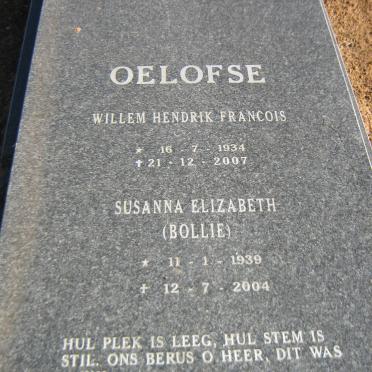 OELOFSE
WILLEM HENDRIK FRANCOIS
* 16 - 7 - 1934
✝ 21 - 12 - 2007
SUSANNA ELIZABETH
(BOLLIE)
* 11 - 1 - 1939
✝ 12 - 7 - 2004
HUL PLEK IS LEEG, HUL STEM IS
STIL. ONS BERUS O HEER, DIT WAS